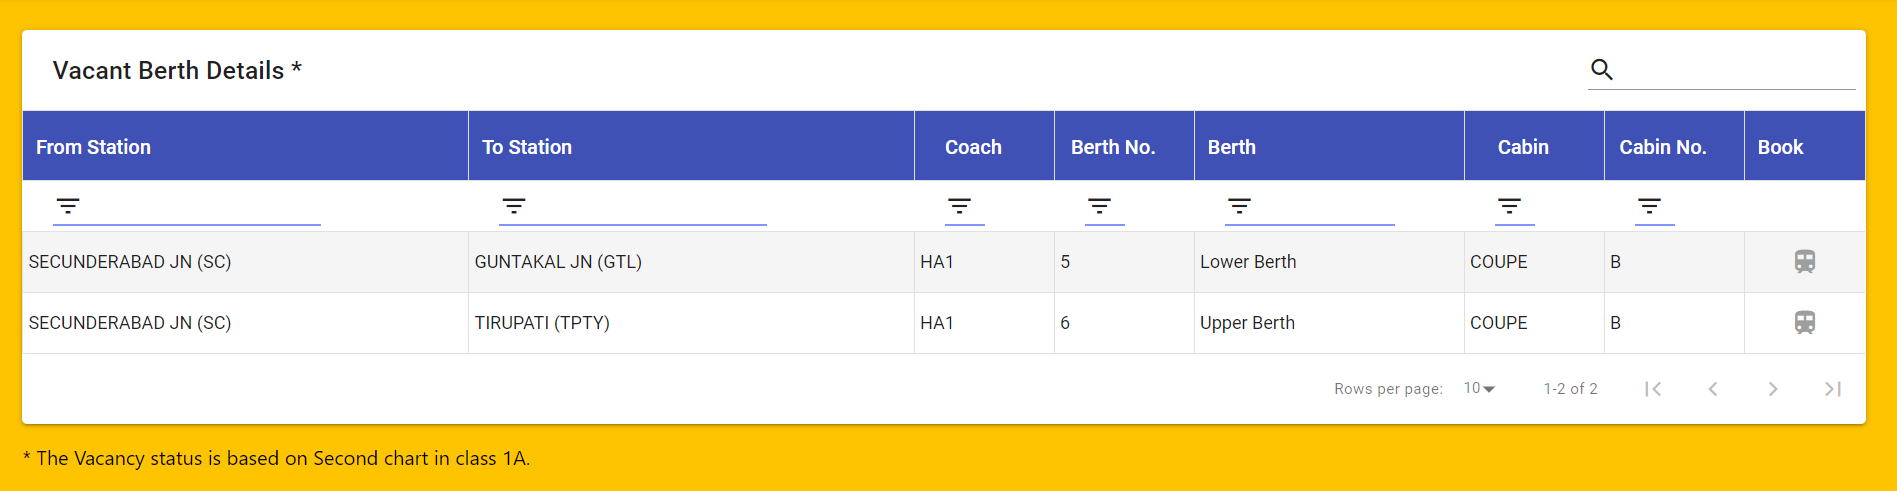 Vacant Berth Details *
From Station To Station Coach Berth No. Berth Cabin Cabin No. Book
SECUNDERABAD JN (SC) GUNTAKAL JN (GTL) HA1 5 Lower Berth COUPE B
SECUNDERABAD JN (SC) TIRUPATI (TPTY) HA1 6 Upper Berth COUPE B
Rows per page: 10 1-2 of 2
* The Vacancy status is based on Second chart in class 1A.